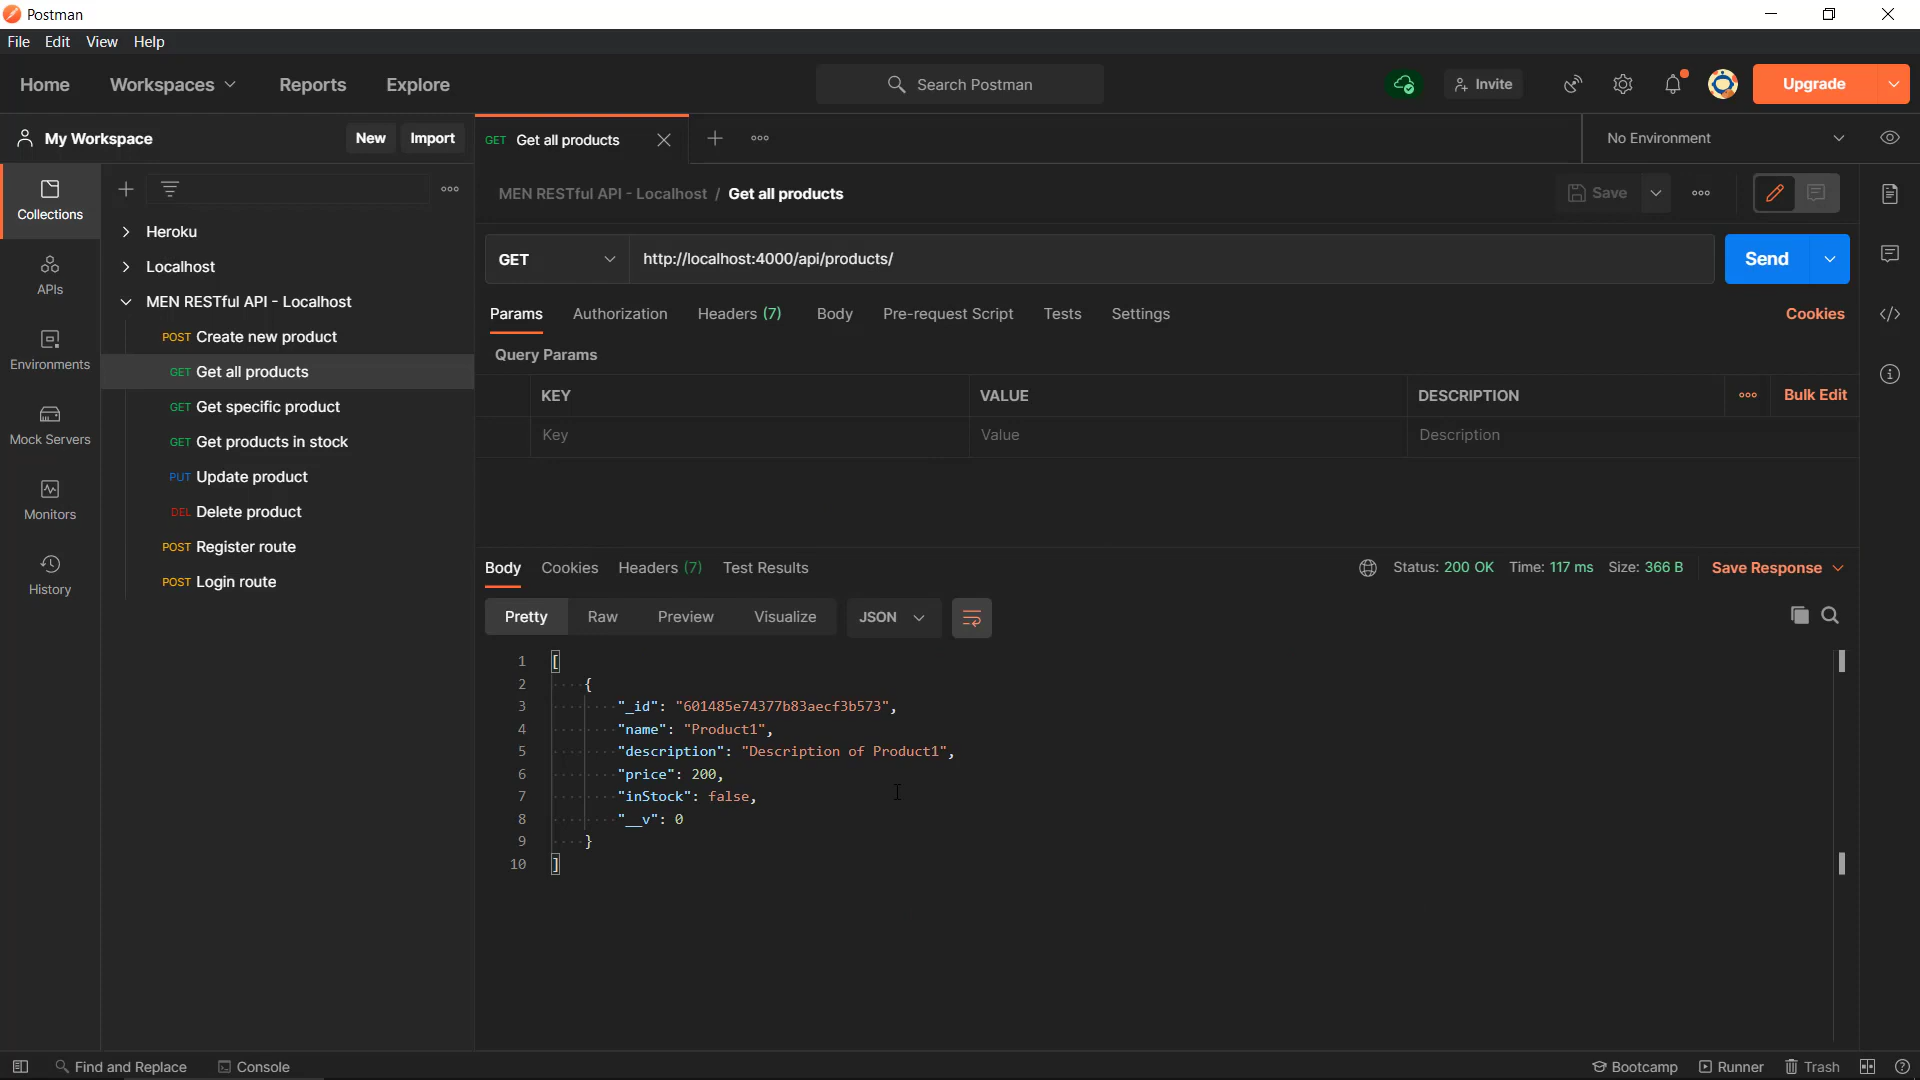 Postman
File Edit View Help
Home Workspaces Reports Explore Search Postman Invite Upgrade
My Workspace New Import GET Get all products No Environment
Collections
APIs
Environments
Mock Servers
Monitors
History
Heroku
Localhost
MEN RESTful API - Localhost
POST Create new product
GET Get all products
GET Get specific product
GET Get products in stock
PUT Update product
DEL Delete product
POST Register route
POST Login route
MEN RESTful API - Localhost / Get all products Save
GET http://localhost:4000/api/products/ Send
Params Authorization Headers (7) Body Pre-request Script Tests Settings Cookies
Query Params
KEY VALUE DESCRIPTION Bulk Edit
Key Value Description
Body Cookies Headers (7) Test Results Status: 200 OK Time: 117 ms Size: 366 B Save Response
Pretty Raw Preview Visualize JSON
1 [
2 {
3 "_id": "601485e74377b83aecf3b573",
4 "name": "Product1",
5 "description": "Description of Product1",
6 "price": 200,
7 "inStock": false,
8 "__v": 0
9 }
10 ]
Find and Replace Console Bootcamp Runner Trash